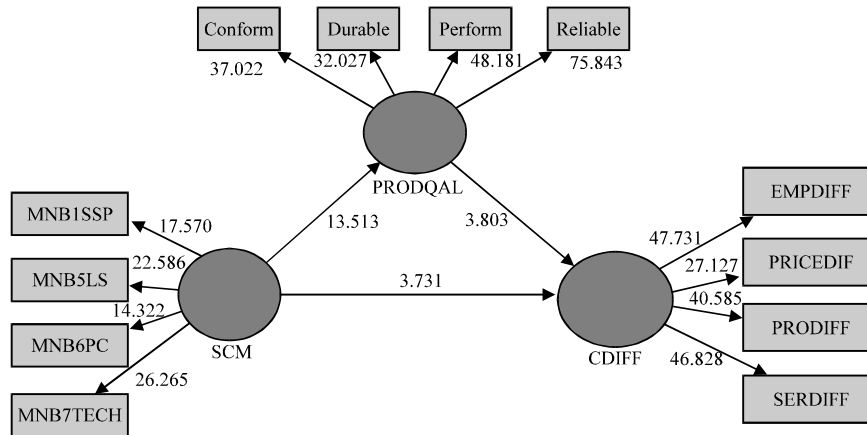 Conform
Durable
Perform
Reliable
37.022
32.027
48.181
75.843
PRODQAL
MNB1SSP
17.570
13.513
3.803
EMPDIFF
47.731
MNB5LS
22.586
27.127
PRICEDIF
3.731
14.322
40.585
MNB6PC
PRODIFF
SCM
CDIFF
26.265
46.828
MNB7TECH
SERDIFF